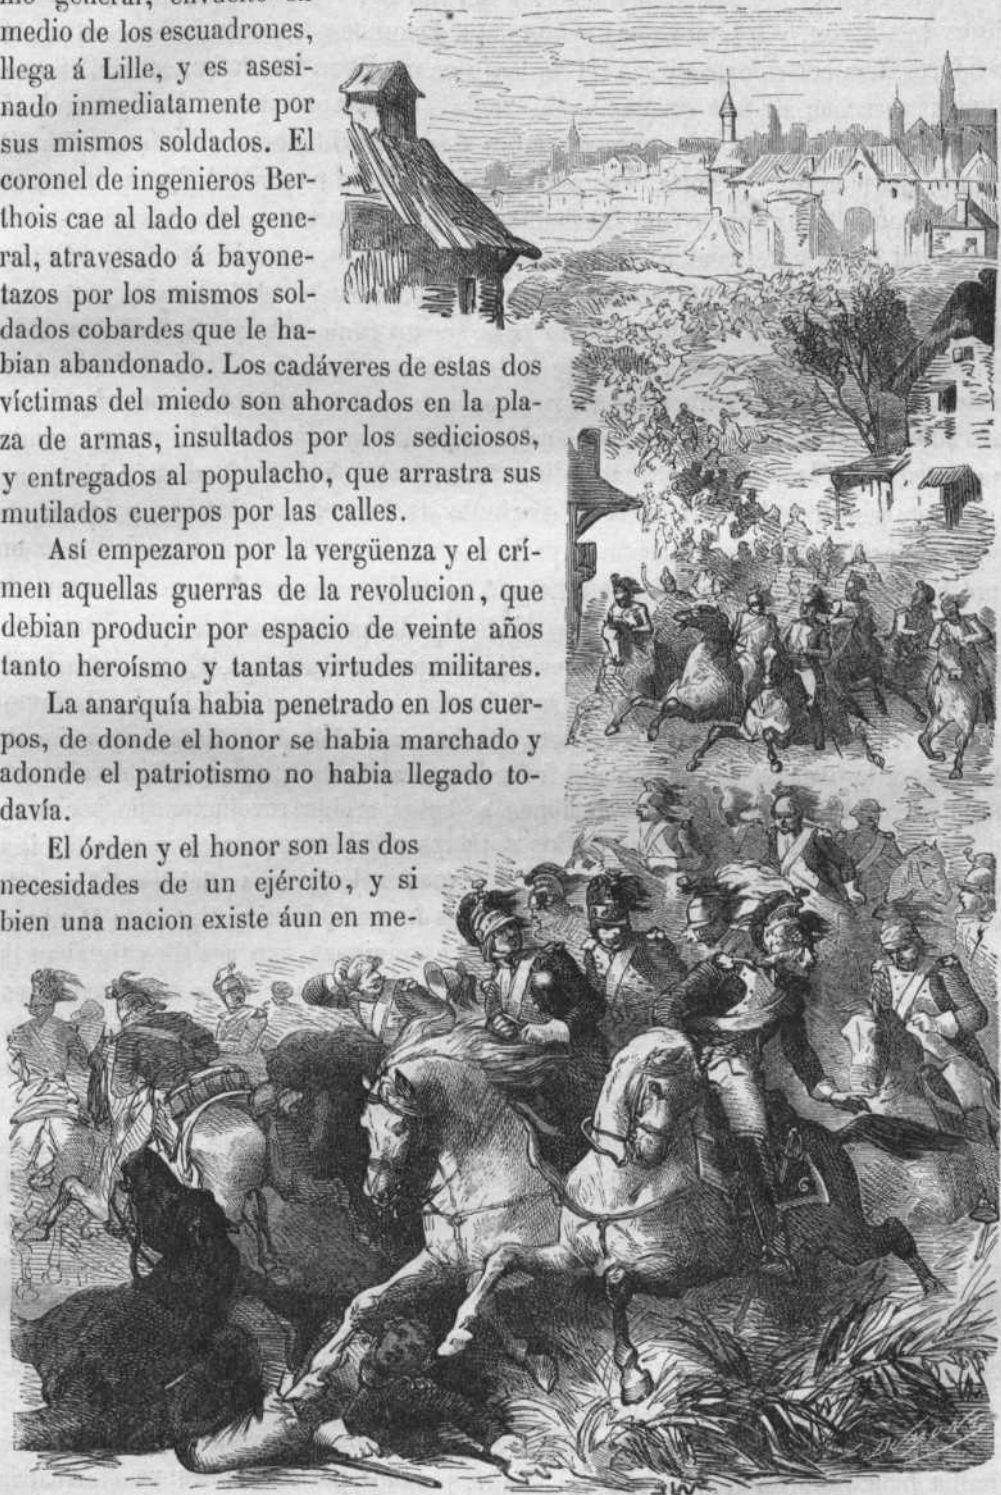 general, envuelto en
medio de los escuadrones,
llega á Lille, y es asesi-
nado inmediatamente por
sus mismos soldados. El
coronel de ingenieros Ber-
thois cae al lado del gene-
ral, atravesado á bayone-
tazos por los mismos sol-
dados cobardes que le ha-
bian abandonado. Los cadáveres de estas dos
víctimas del miedo son ahorcados en la pla-
za de armas, insultados por los sediciosos,
y entregados al populacho, que arrastra sus
mutilados cuerpos por las calles.
Así empezaron por la vergüenza y el crí-
men aquellas guerras de la revolucion, que
debian producir por espacio de veinte años
tanto heroísmo y tantas virtudes militares.
La anarquía habia penetrado en los cuer-
pos, de donde el honor se habia marchado y
adonde el patriotismo no habia llegado to-
davía.
El órden y el honor son las dos
necesidades de un ejército, y si
bien una nacion existe áun en me-